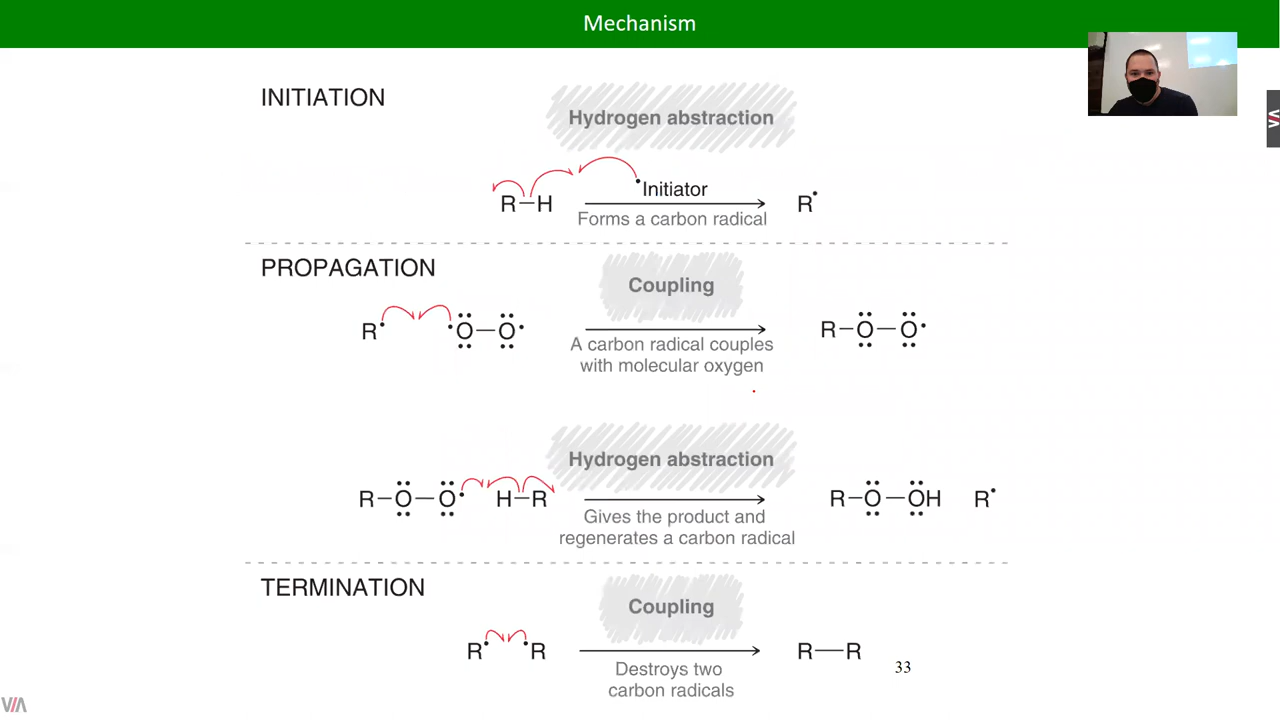 Mechanism
INITIATION
Hydrogen abstraction
R–H
•Initiator
Forms a carbon radical
R•
PROPAGATION
Coupling
R•
•Ö–Ö•
A carbon radical couples
with molecular oxygen
R–Ö–Ö•
Hydrogen abstraction
R–Ö–Ö•
H–R
Gives the product and
regenerates a carbon radical
R–Ö–ÖH
R•
TERMINATION
Coupling
R•
•R
Destroys two
carbon radicals
R—R
33
VIA